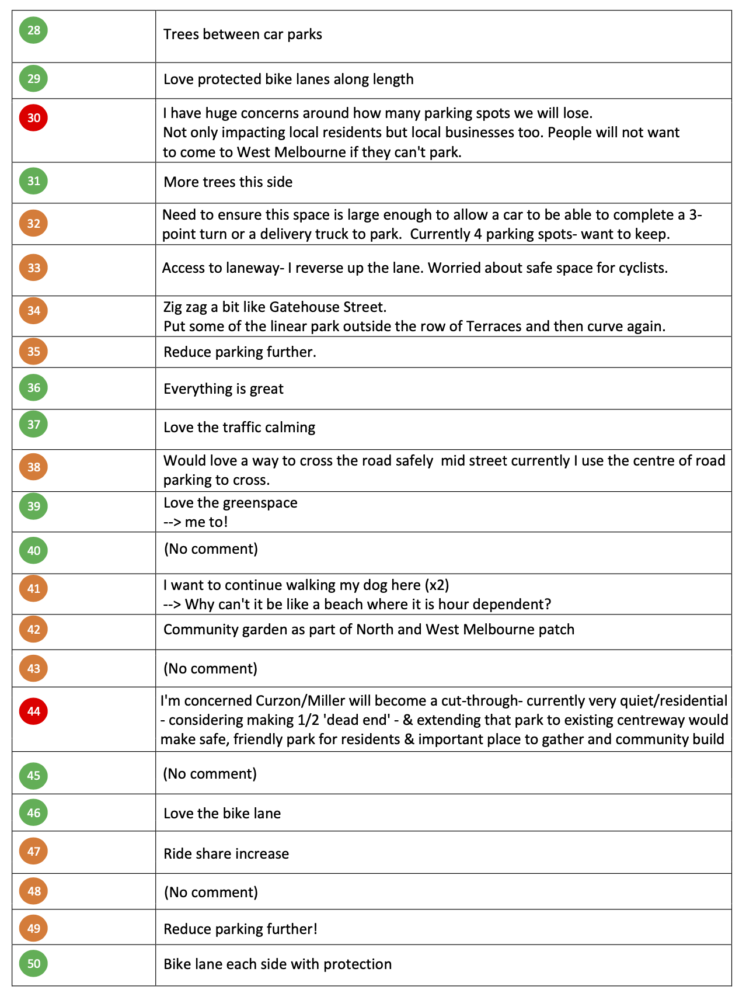 28 Trees between car parks
29 Love protected bike lanes along length
30 I have huge concerns around how many parking spots we will lose.
Not only impacting local residents but local businesses too. People will not want
to come to West Melbourne if they can't park.
31 More trees this side
32 Need to ensure this space is large enough to allow a car to be able to complete a 3-
point turn or a delivery truck to park.  Currently 4 parking spots- want to keep.
33 Access to laneway- I reverse up the lane. Worried about safe space for cyclists.
34 Zig zag a bit like Gatehouse Street.
Put some of the linear park outside the row of Terraces and then curve again.
35 Reduce parking further.
36 Everything is great
37 Love the traffic calming
38 Would love a way to cross the road safely  mid street currently I use the centre of road
parking to cross.
39 Love the greenspace
--> me to!
40 (No comment)
41 I want to continue walking my dog here (x2)
--> Why can't it be like a beach where it is hour dependent?
42 Community garden as part of North and West Melbourne patch
43 (No comment)
44 I'm concerned Curzon/Miller will become a cut-through- currently very quiet/residential
- considering making 1/2 'dead end' - & extending that park to existing centreway would
make safe, friendly park for residents & important place to gather and community build
45 (No comment)
46 Love the bike lane
47 Ride share increase
48 (No comment)
49 Reduce parking further!
50 Bike lane each side with protection